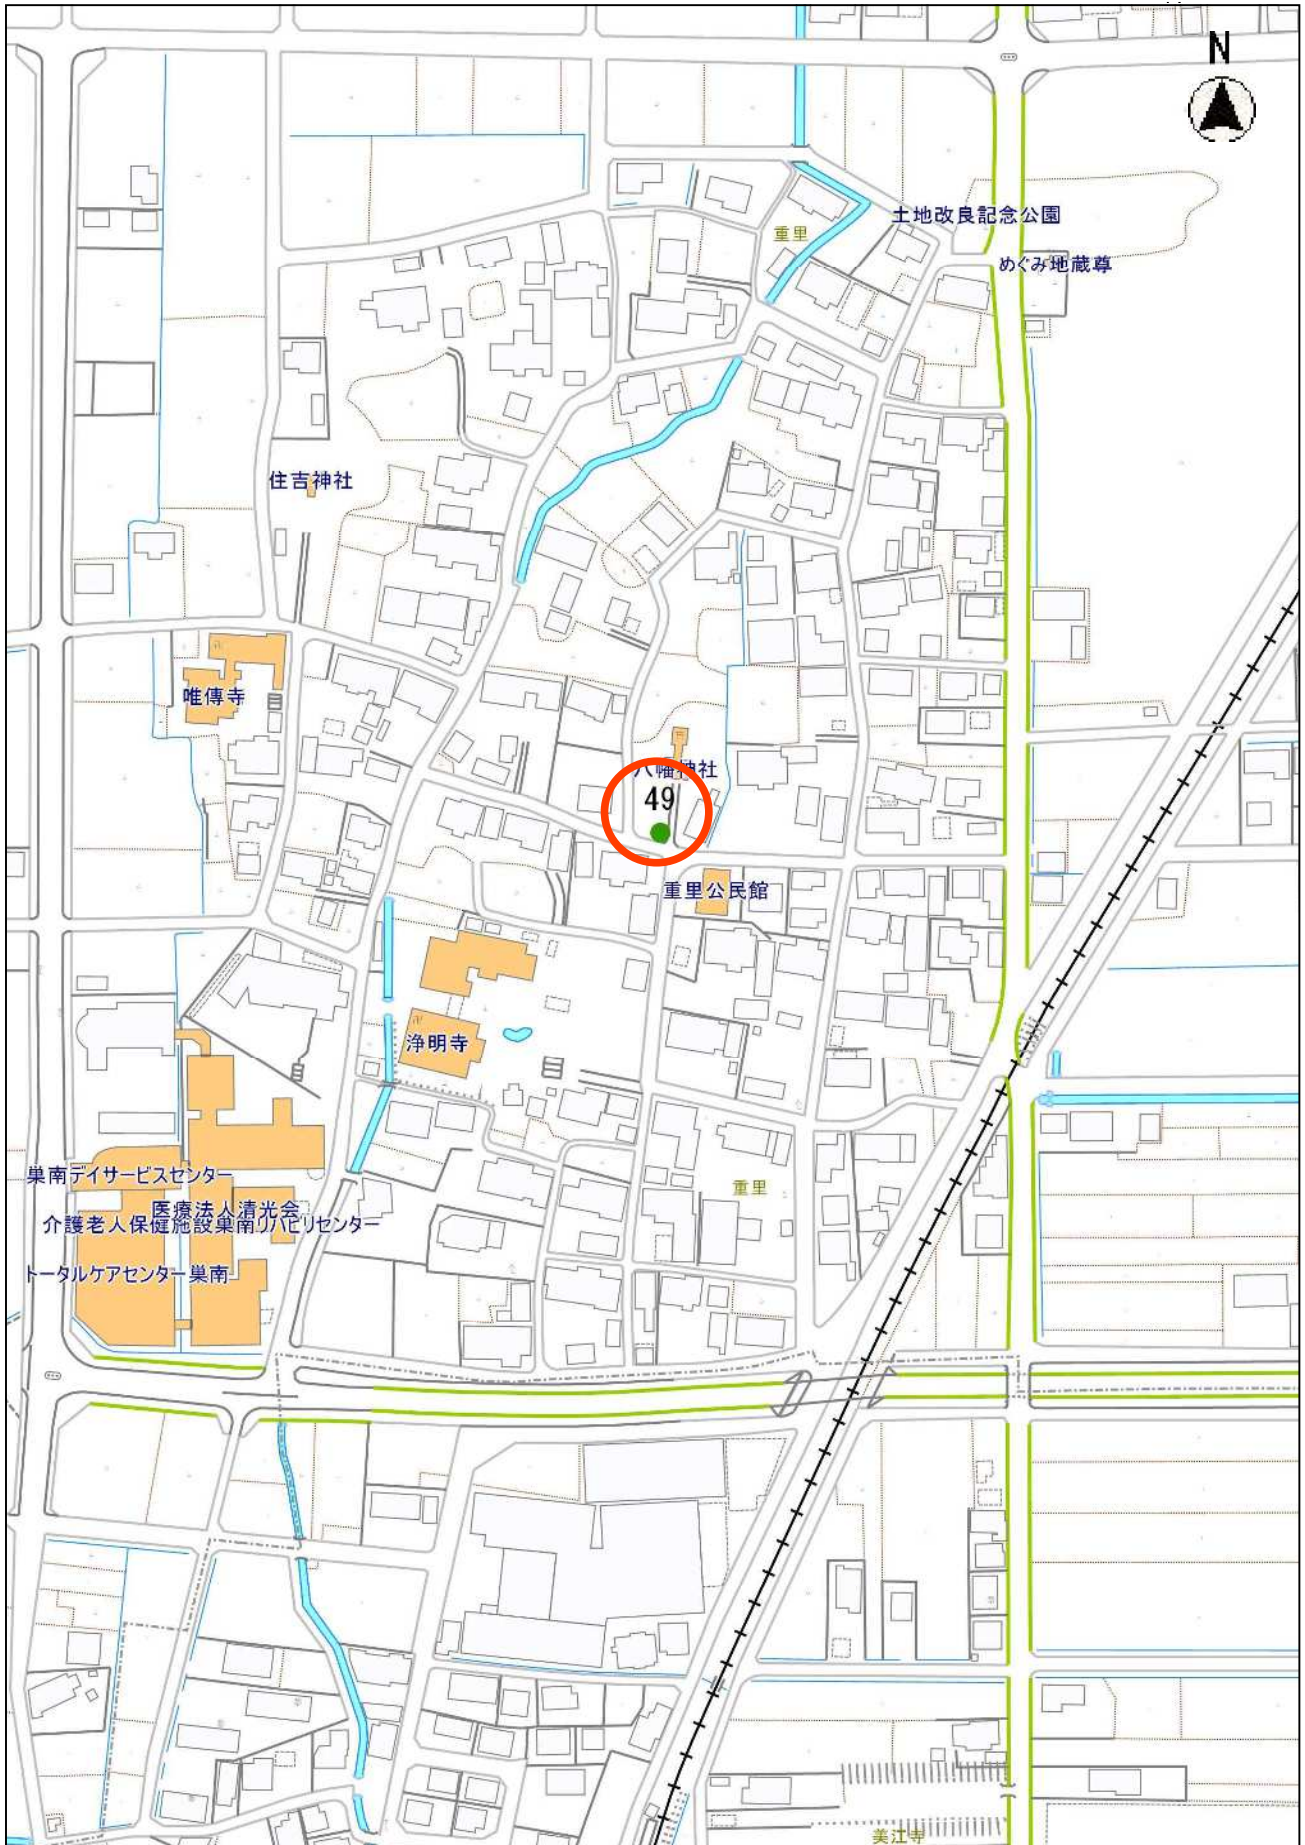 N
土地改良記念公園
重里
めぐみ地蔵尊
住吉神社
唯傳寺
八幡神社
49
重里公民館
浄明寺
巣南デイサービスセンター
重里
医療法人清光会
介護老人保健施設巣南リハビリセンター
トータルケアセンター巣南
美江寺